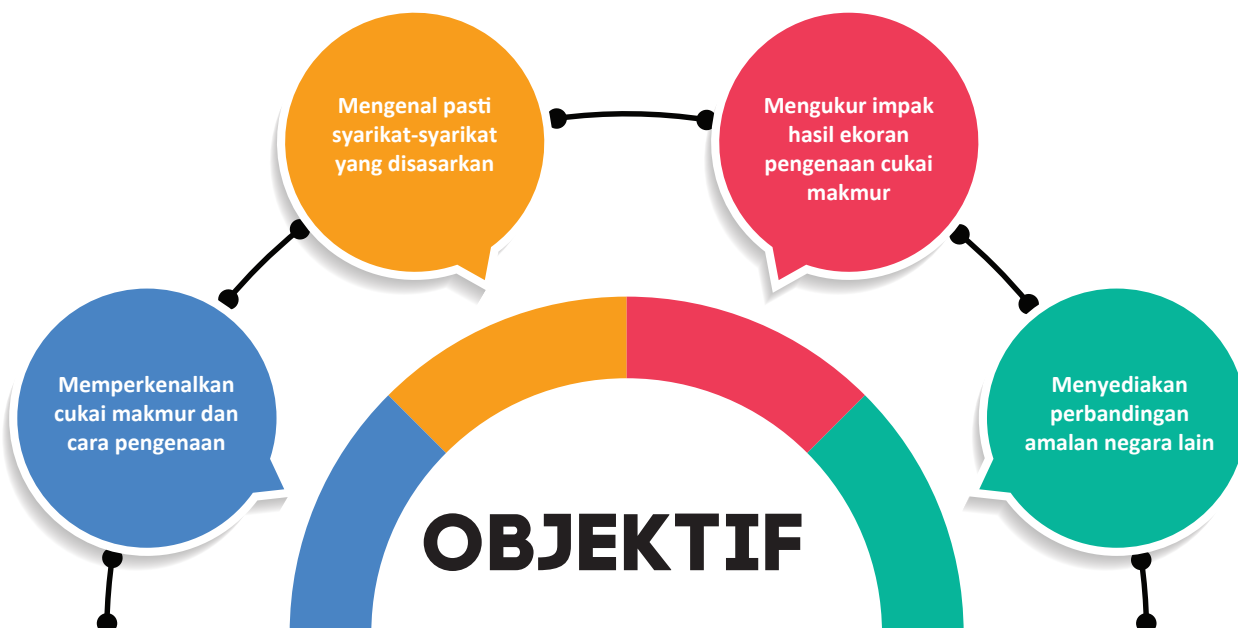 Mengenal pasti
syarikat-syarikat
yang disasarkan
Mengukur impak
hasil ekoran
pengenaan cukai
makmur
Memperkenalkan
cukai makmur dan
cara pengenaan
Menyediakan
perbandingan
amalan negara lain
OBJEKTIF